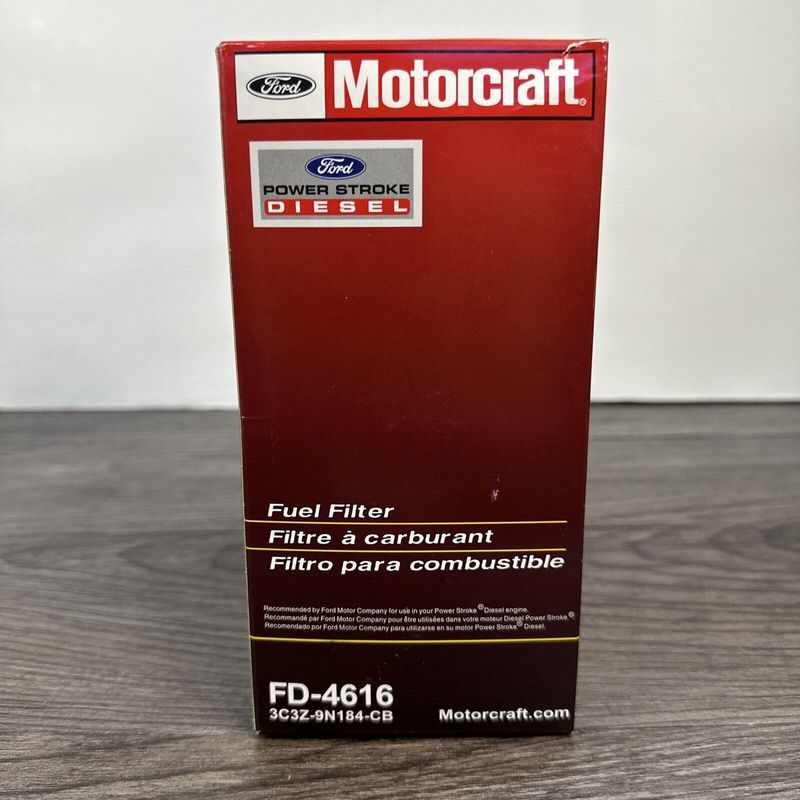 Ford Motorcraft®
Ford
POWER STROKE
DIESEL
Fuel Filter
Filtre à carburant
Filtro para combustible
Recommended by Ford Motor Company for use in your Power Stroke® Diesel engine.
Recommandé par Ford Motor Company pour être utilisées dans votre moteur Diesel Power Stroke®.
Recomendado por Ford Motor Company para utilizarse en su motor Power Stroke® Diesel.
FD-4616
3C3Z-9N184-CB Motorcraft.com